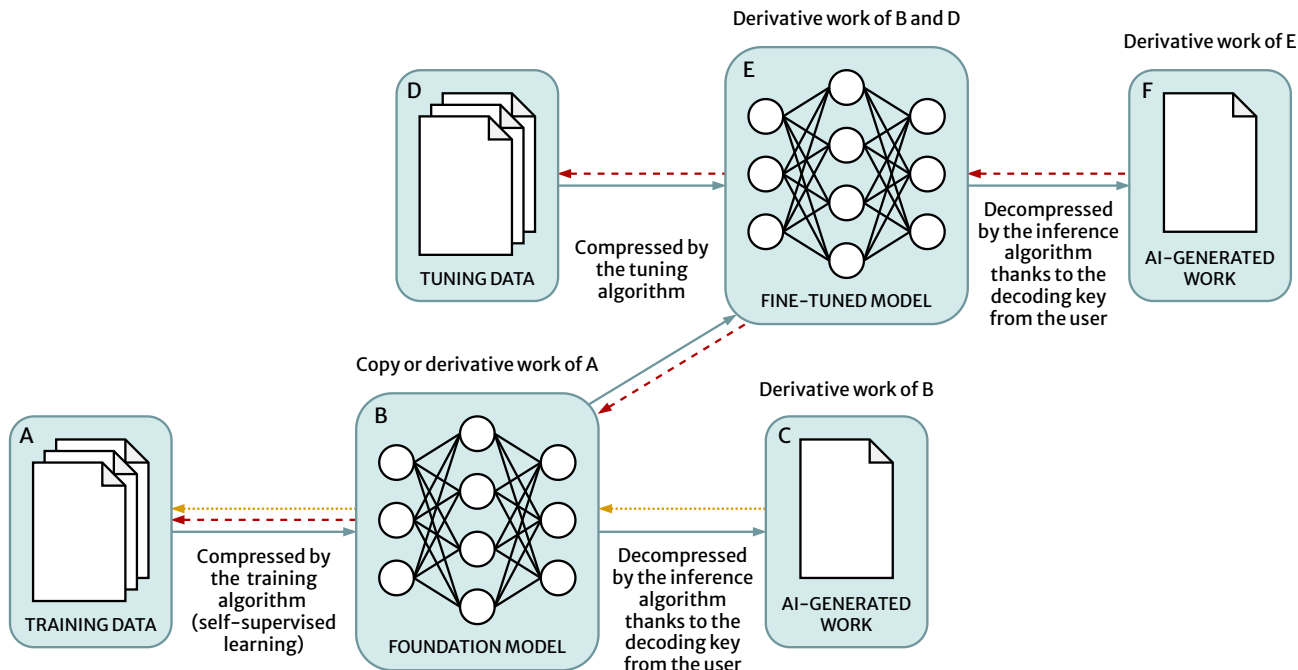 Derivative work of B and D
Derivative work of E
E
D
F
TUNING DATA
Compressed by
the tuning
algorithm
FINE-TUNED MODEL
Decompressed
by the inference
algorithm
thanks to the
decoding key
from the user
AI-GENERATED
WORK
Copy or derivative work of A
Derivative work of B
A
B
C
TRAINING DATA
Compressed by
the training
algorithm
(self-supervised
learning)
FOUNDATION MODEL
Decompressed
by the inference
algorithm
thanks to the
decoding key
from the user
AI-GENERATED
WORK